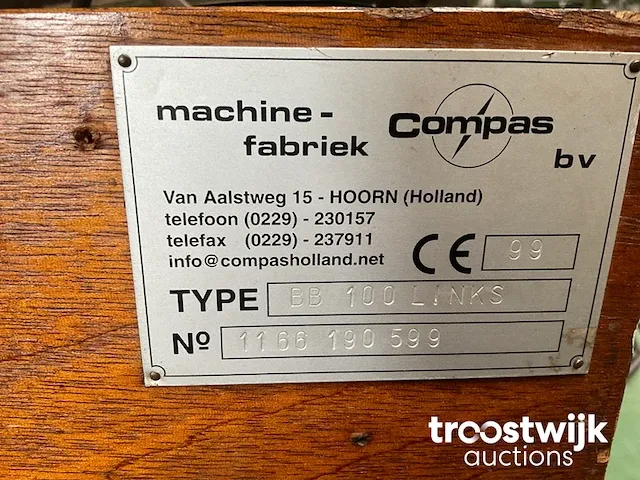 machine-
fabriek Compas
bv
Van Aalstweg 15 - HOORN (Holland)
telefoon (0229) - 230157
telefax (0229) - 237911
info@compasholland.net
CE 99
TYPE BB 100 LINKS
Nº 1166 190 599
troostwijk
auctions